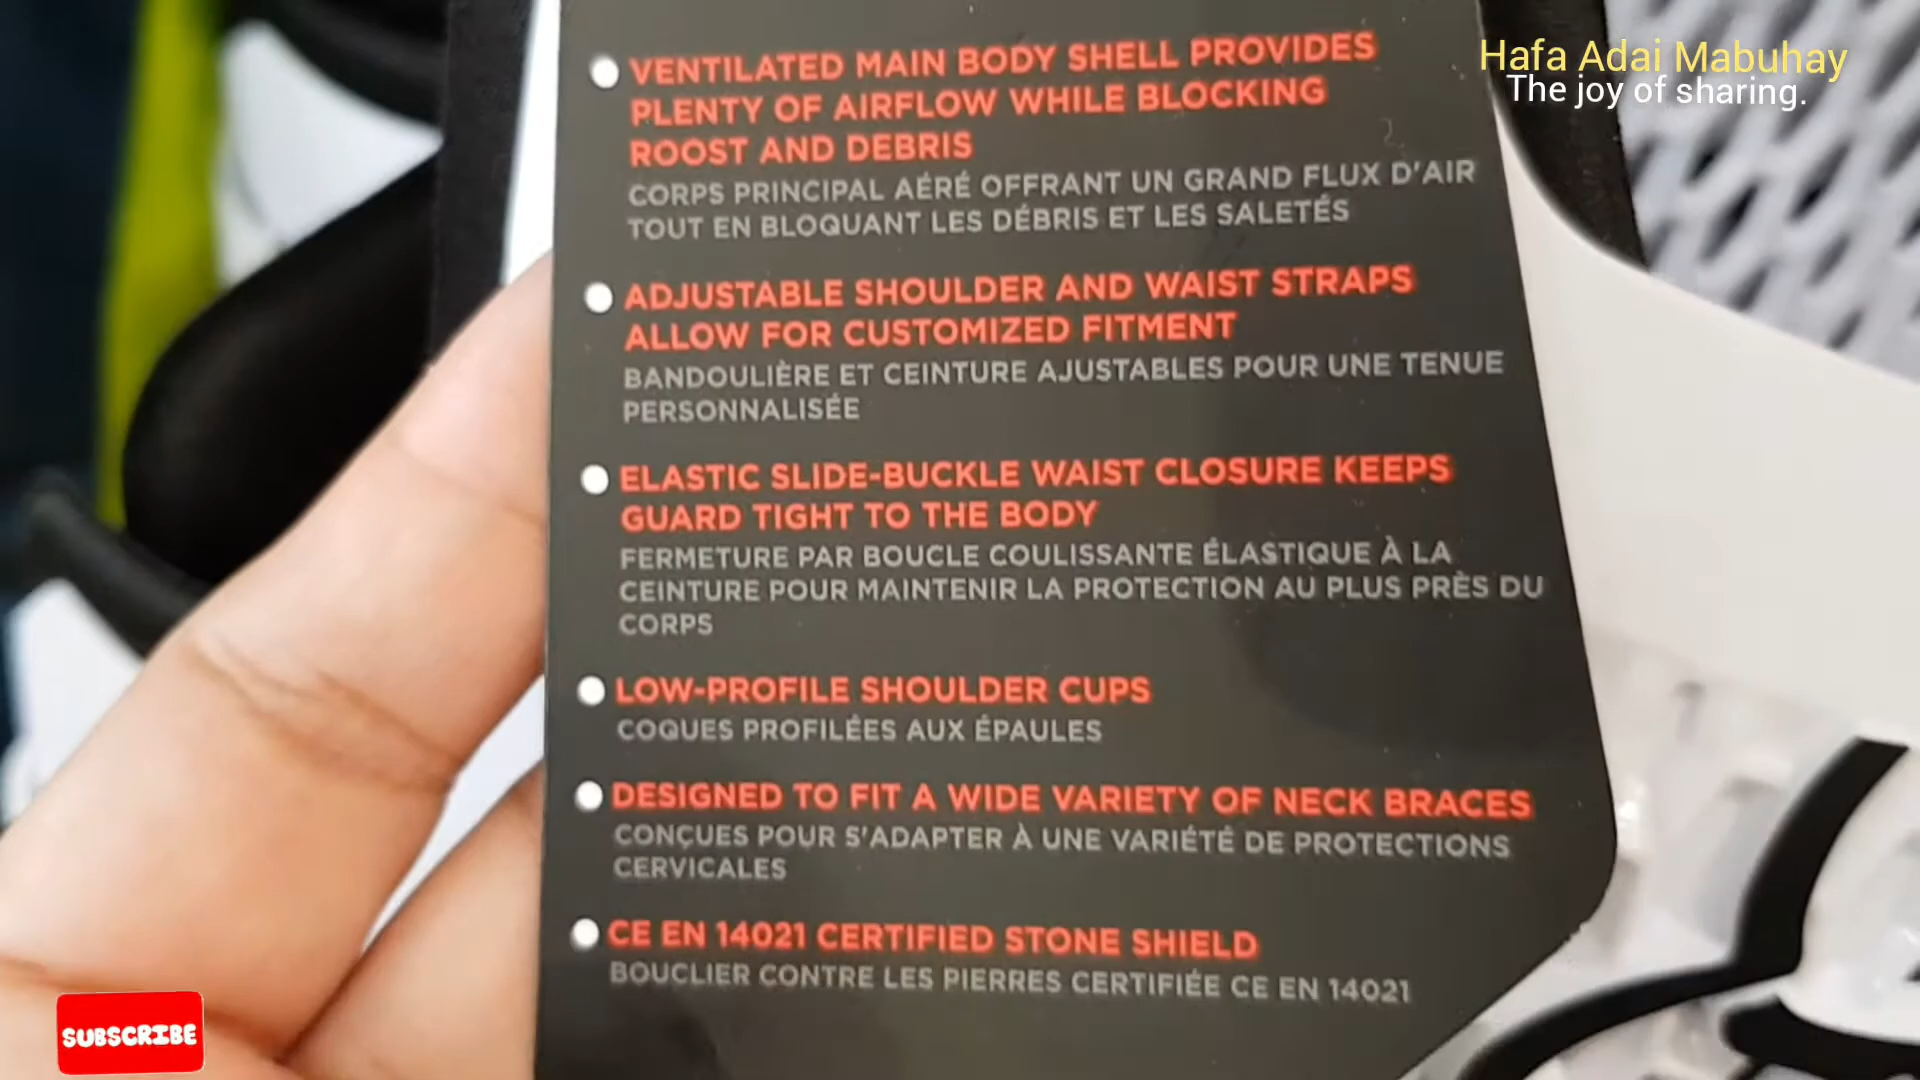 VENTILATED MAIN BODY SHELL PROVIDES
PLENTY OF AIRFLOW WHILE BLOCKING
ROOST AND DEBRIS
CORPS PRINCIPAL AÉRÉ OFFRANT UN GRAND FLUX D'AIR
TOUT EN BLOQUANT LES DÉBRIS ET LES SALETÉS
ADJUSTABLE SHOULDER AND WAIST STRAPS
ALLOW FOR CUSTOMIZED FITMENT
BANDOULIÈRE ET CEINTURE AJUSTABLES POUR UNE TENUE
PERSONNALISÉE
ELASTIC SLIDE-BUCKLE WAIST CLOSURE KEEPS
GUARD TIGHT TO THE BODY
FERMETURE PAR BOUCLE COULISSANTE ÉLASTIQUE À LA
CEINTURE POUR MAINTENIR LA PROTECTION AU PLUS PRÈS DU
CORPS
LOW-PROFILE SHOULDER CUPS
COQUES PROFILÉES AUX ÉPAULES
DESIGNED TO FIT A WIDE VARIETY OF NECK BRACES
CONÇUES POUR S'ADAPTER À UNE VARIÉTÉ DE PROTECTIONS
CERVICALES
CE EN 14021 CERTIFIED STONE SHIELD
BOUCLIER CONTRE LES PIERRES CERTIFIÉE CE EN 14021
Hafa Adai Mabuhay
The joy of sharing.
SUBSCRIBE